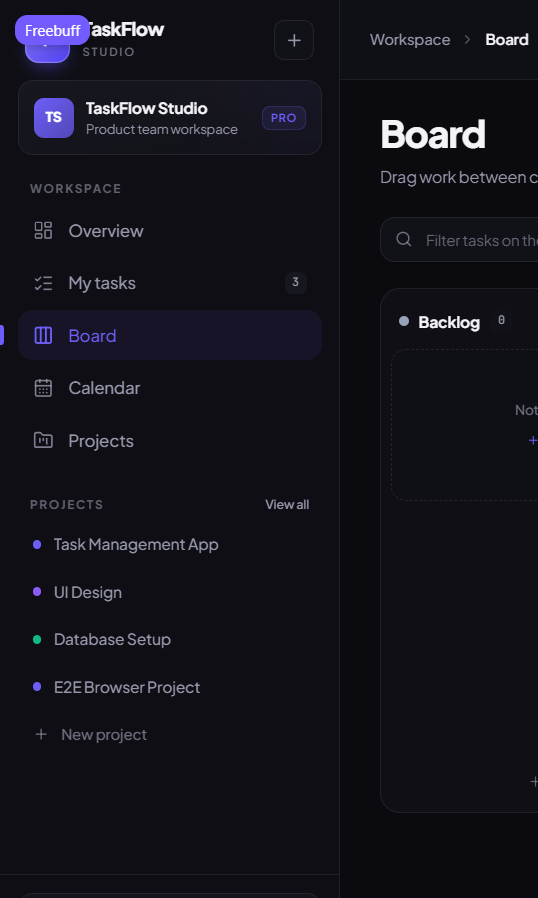 Freebuff
TaskFlow
STUDIO
Workspace > Board
TS
TaskFlow Studio
Product team workspace
PRO
Board
Drag work between c
WORKSPACE
Overview
My tasks 3
Board
Calendar
Projects
Filter tasks on the
Backlog 0
Not
+
PROJECTS View all
Task Management App
UI Design
Database Setup
E2E Browser Project
+ New project
+